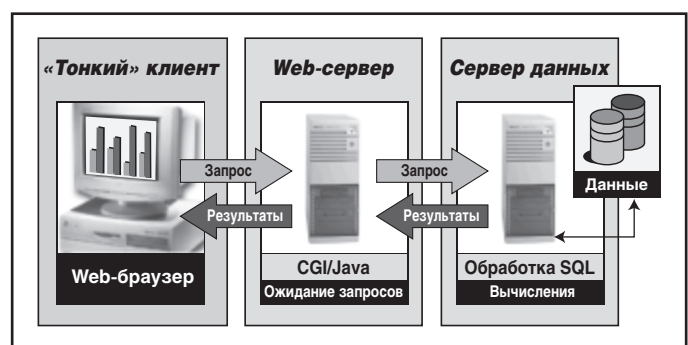 «Тонкий» клиент
Web-браузер
Запрос
Результаты
Web-сервер
CGI/Java
Ожидание запросов
Запрос
Результаты
Сервер данных
Обработка SQL
Вычисления
Данные